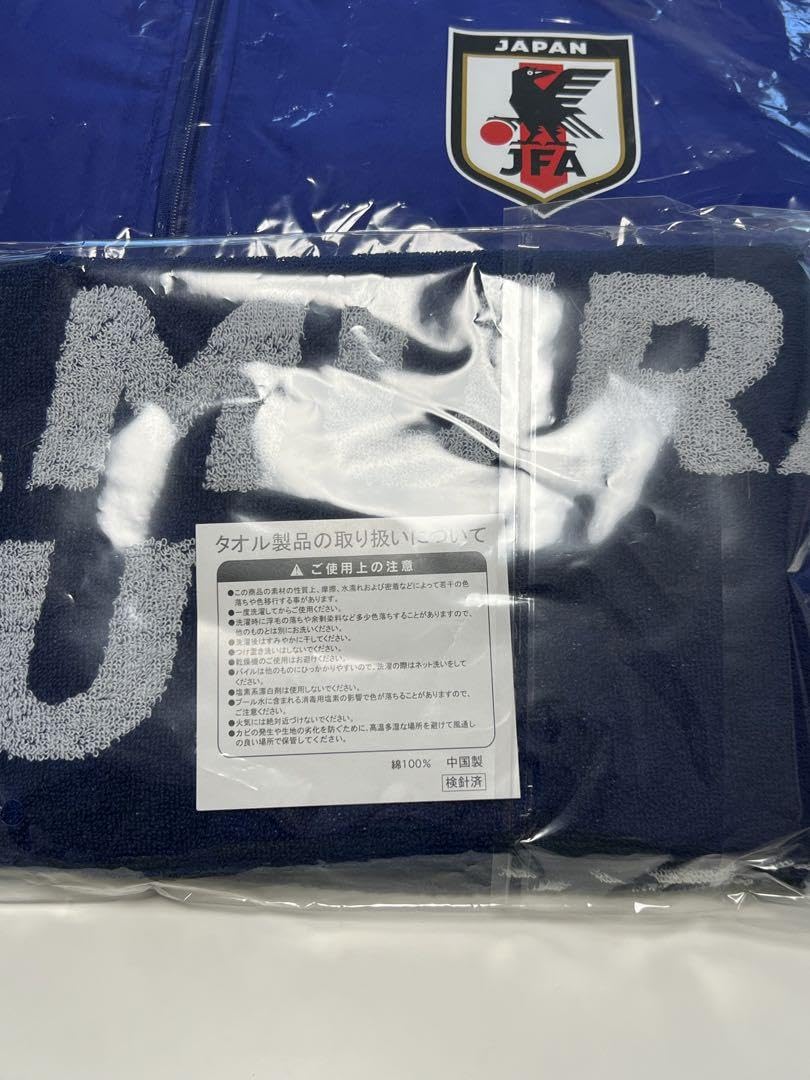 JAPAN
JFA
MURA
U
タオル製品の取り扱いについて
ご使用上の注意
●この商品の素材の性質上、摩擦、水濡れおよび密着などによって若干の色
落ちや色移行する事があります。
●一度洗濯してからご使用ください。
●洗濯時に浮毛の落ちや余剰染料など多少色落ちすることがありますので、
他のものとは別にお洗いください。
●洗濯後はすみやかに干してください。
●つけ置き洗いはしないでください。
●乾燥機のご使用はお避けください。
●パイルは他のものにひっかかりやすいので、洗濯の際はネット洗いをして
ください。
●塩素系漂白剤は使用しないでください。
●プール水に含まれる消毒用塩素の影響で色が落ちることがありますので、
ご注意ください。
●火気には絶対近づけないでください。
●カビの発生や生地の劣化を防ぐために、高温多湿な場所を避けて風通し
の良い場所で保管してください。
綿100% 中国製
検針済